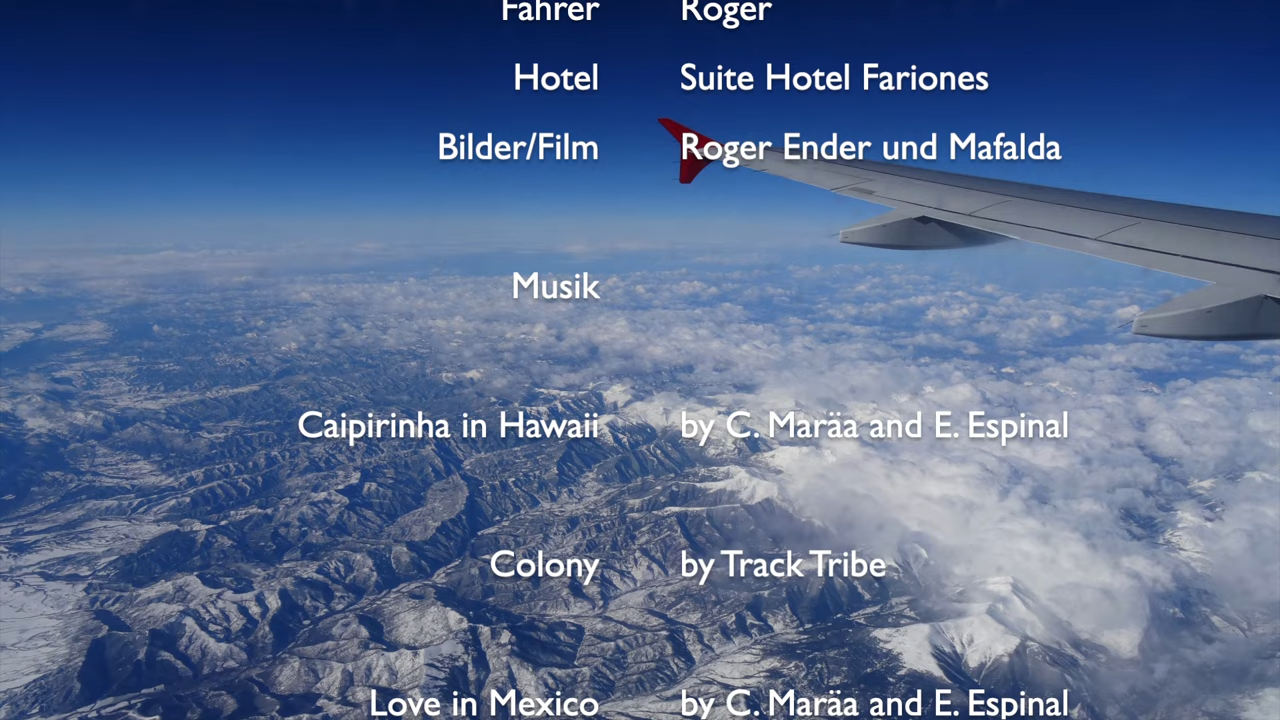 Fahrer Roger
Hotel Suite Hotel Fariones
Bilder/Film Roger Ender und Mafalda
Musik
Caipirinha in Hawaii by C. Maräa and E. Espinal
Colony by Track Tribe
Love in Mexico by C. Maräa and E. Espinal